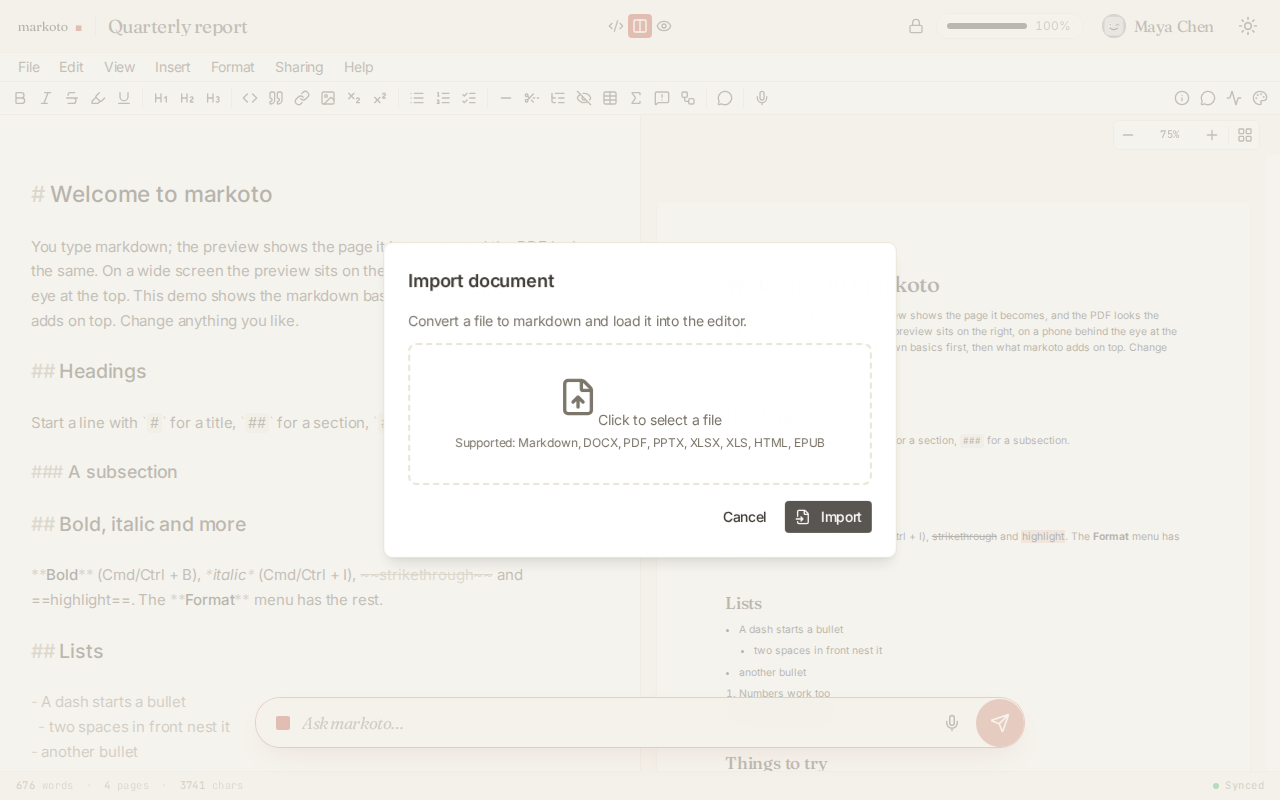 markoto
Quarterly report
100%
Maya Chen
File Edit View Insert Format Sharing Help
H1 H2 H3
75%
# Welcome to markoto
You type markdown; the preview shows the page it
the same. On a wide screen the preview sits on the
eye at the top. This demo shows the markdown bas
adds on top. Change anything you like.
## Headings
Start a line with `#` for a title, `##` for a section, `
### A subsection
## Bold, italic and more
**Bold** (Cmd/Ctrl + B), *italic* (Cmd/Ctrl + I), ~~strikethrough~~ and
==highlight==. The **Format** menu has the rest.
## Lists
- A dash starts a bullet
- two spaces in front nest it
- another bullet
Import document
Convert a file to markdown and load it into the editor.
Click to select a file
Supported: Markdown, DOCX, PDF, PPTX, XLSX, XLS, HTML, EPUB
Cancel
Import
koto
ew shows the page it becomes, and the PDF looks the
preview sits on the right, on a phone behind the eye at the
wn basics first, then what markoto adds on top. Change
or a section, ### for a subsection.
trl + I), strikethrough and highlight. The Format menu has
Lists
• A dash starts a bullet
• two spaces in front nest it
• another bullet
1. Numbers work too
Things to try
Ask markoto...
676 words · 4 pages · 3741 chars
Synced